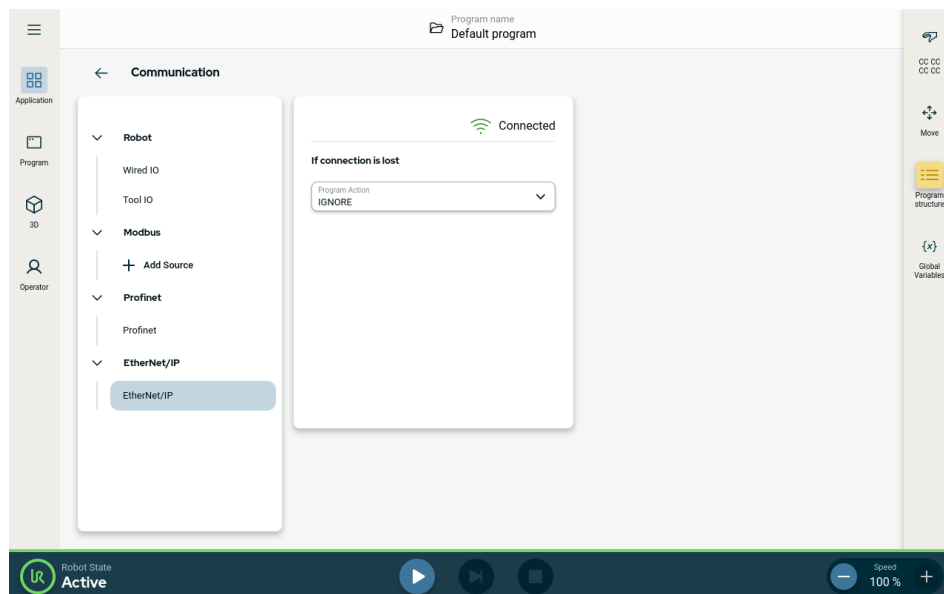 Program name
Default program
Communication
Application
Program
3D
Operator
Robot
Wired IO
Tool IO
Modbus
Add Source
Profinet
Profinet
EtherNet/IP
EtherNet/IP
Connected
If connection is lost
Program Action
IGNORE
CC CC
CC CC
Move
Program
structure
{x}
Global
Variables
Robot State
Active
Speed
100 %